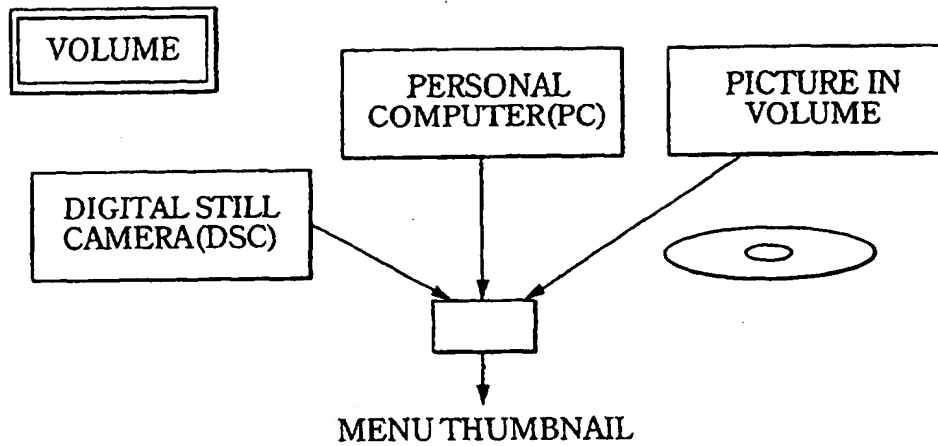 VOLUME
PERSONAL
COMPUTER(PC)
PICTURE IN
VOLUME
DIGITAL STILL
CAMERA(DSC)
MENU THUMBNAIL